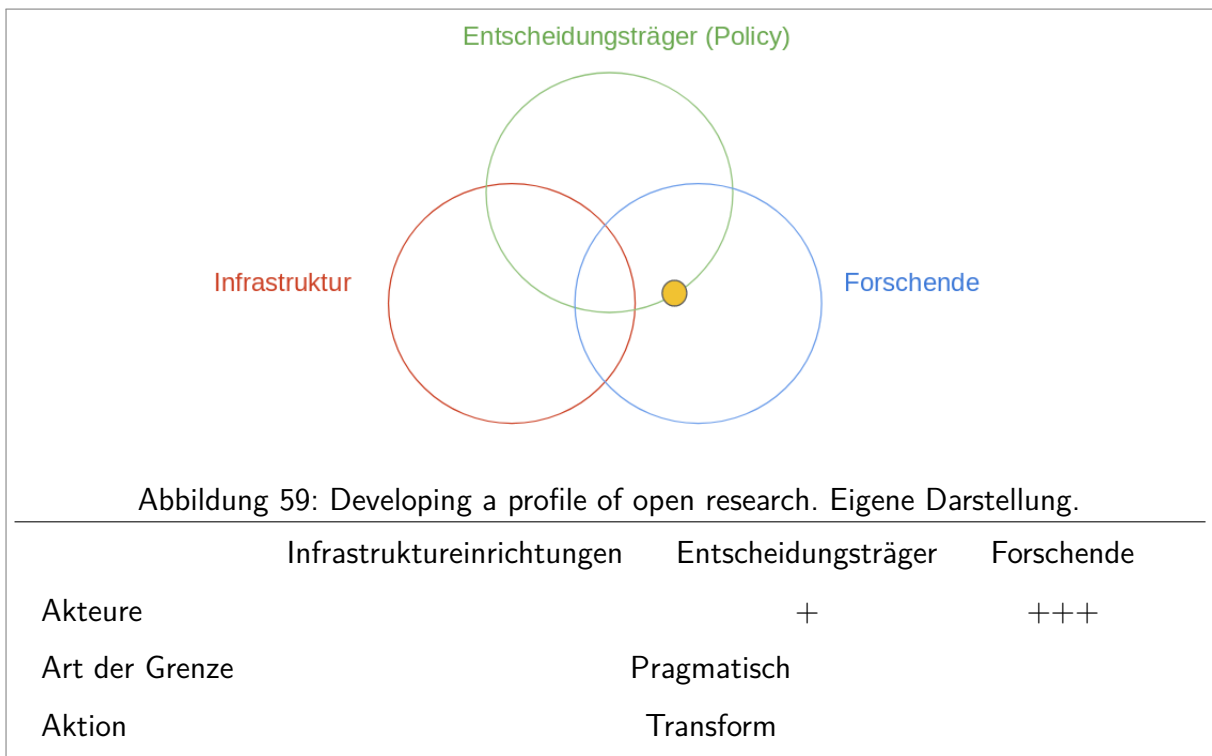 Entscheidungsträger (Policy)
Infrastruktur
Forschende
Abbildung 59: Developing a profile of open research. Eigene Darstellung.
Infrastruktureinrichtungen Entscheidungsträger Forschende
Akteure + +++
Art der Grenze Pragmatisch
Aktion Transform